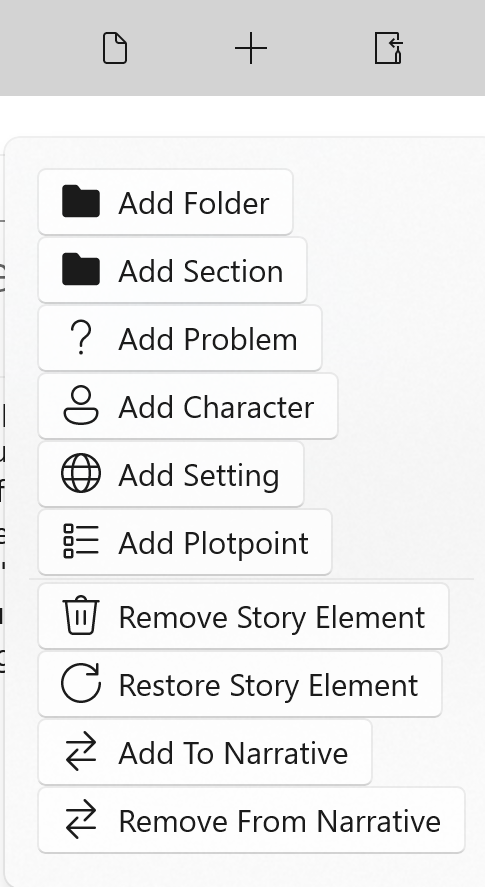 Add Folder
Add Section
Add Problem
Add Character
Add Setting
Add Plotpoint
Remove Story Element
Restore Story Element
Add To Narrative
Remove From Narrative